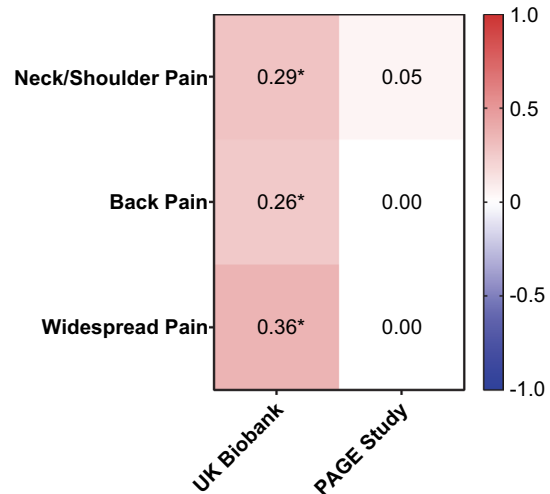 1.0
Neck/Shoulder Pain 0.29* 0.05
0.5
Back Pain 0.26* 0.00
0
-0.5
Widespread Pain 0.36* 0.00
-1.0
UK Biobank
PAGE Study